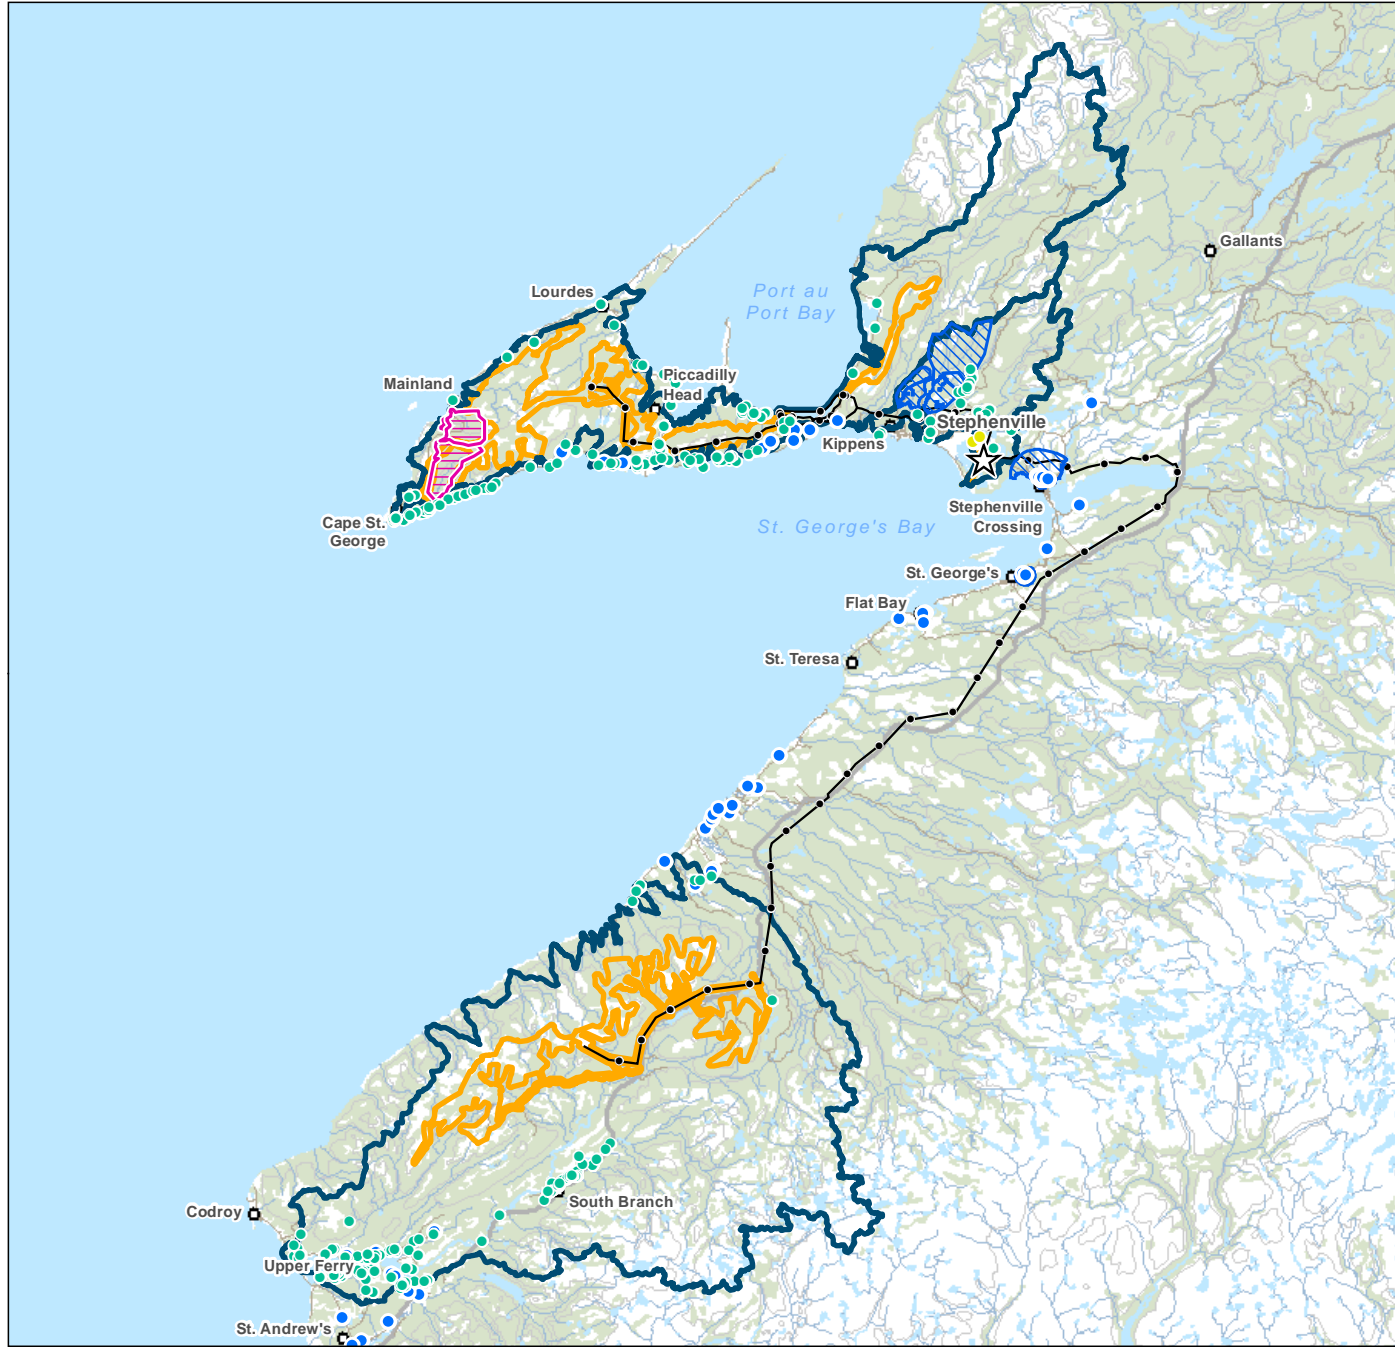 Gallants
Lourdes
Port au
Port Bay
Mainland
Piccadilly
Head
Stephenville
Kippens
Cape St.
George
St. George's Bay
Stephenville
Crossing
St. George's
Flat Bay
St. Teresa
South Branch
Codroy
Upper Ferry
St. Andrew's